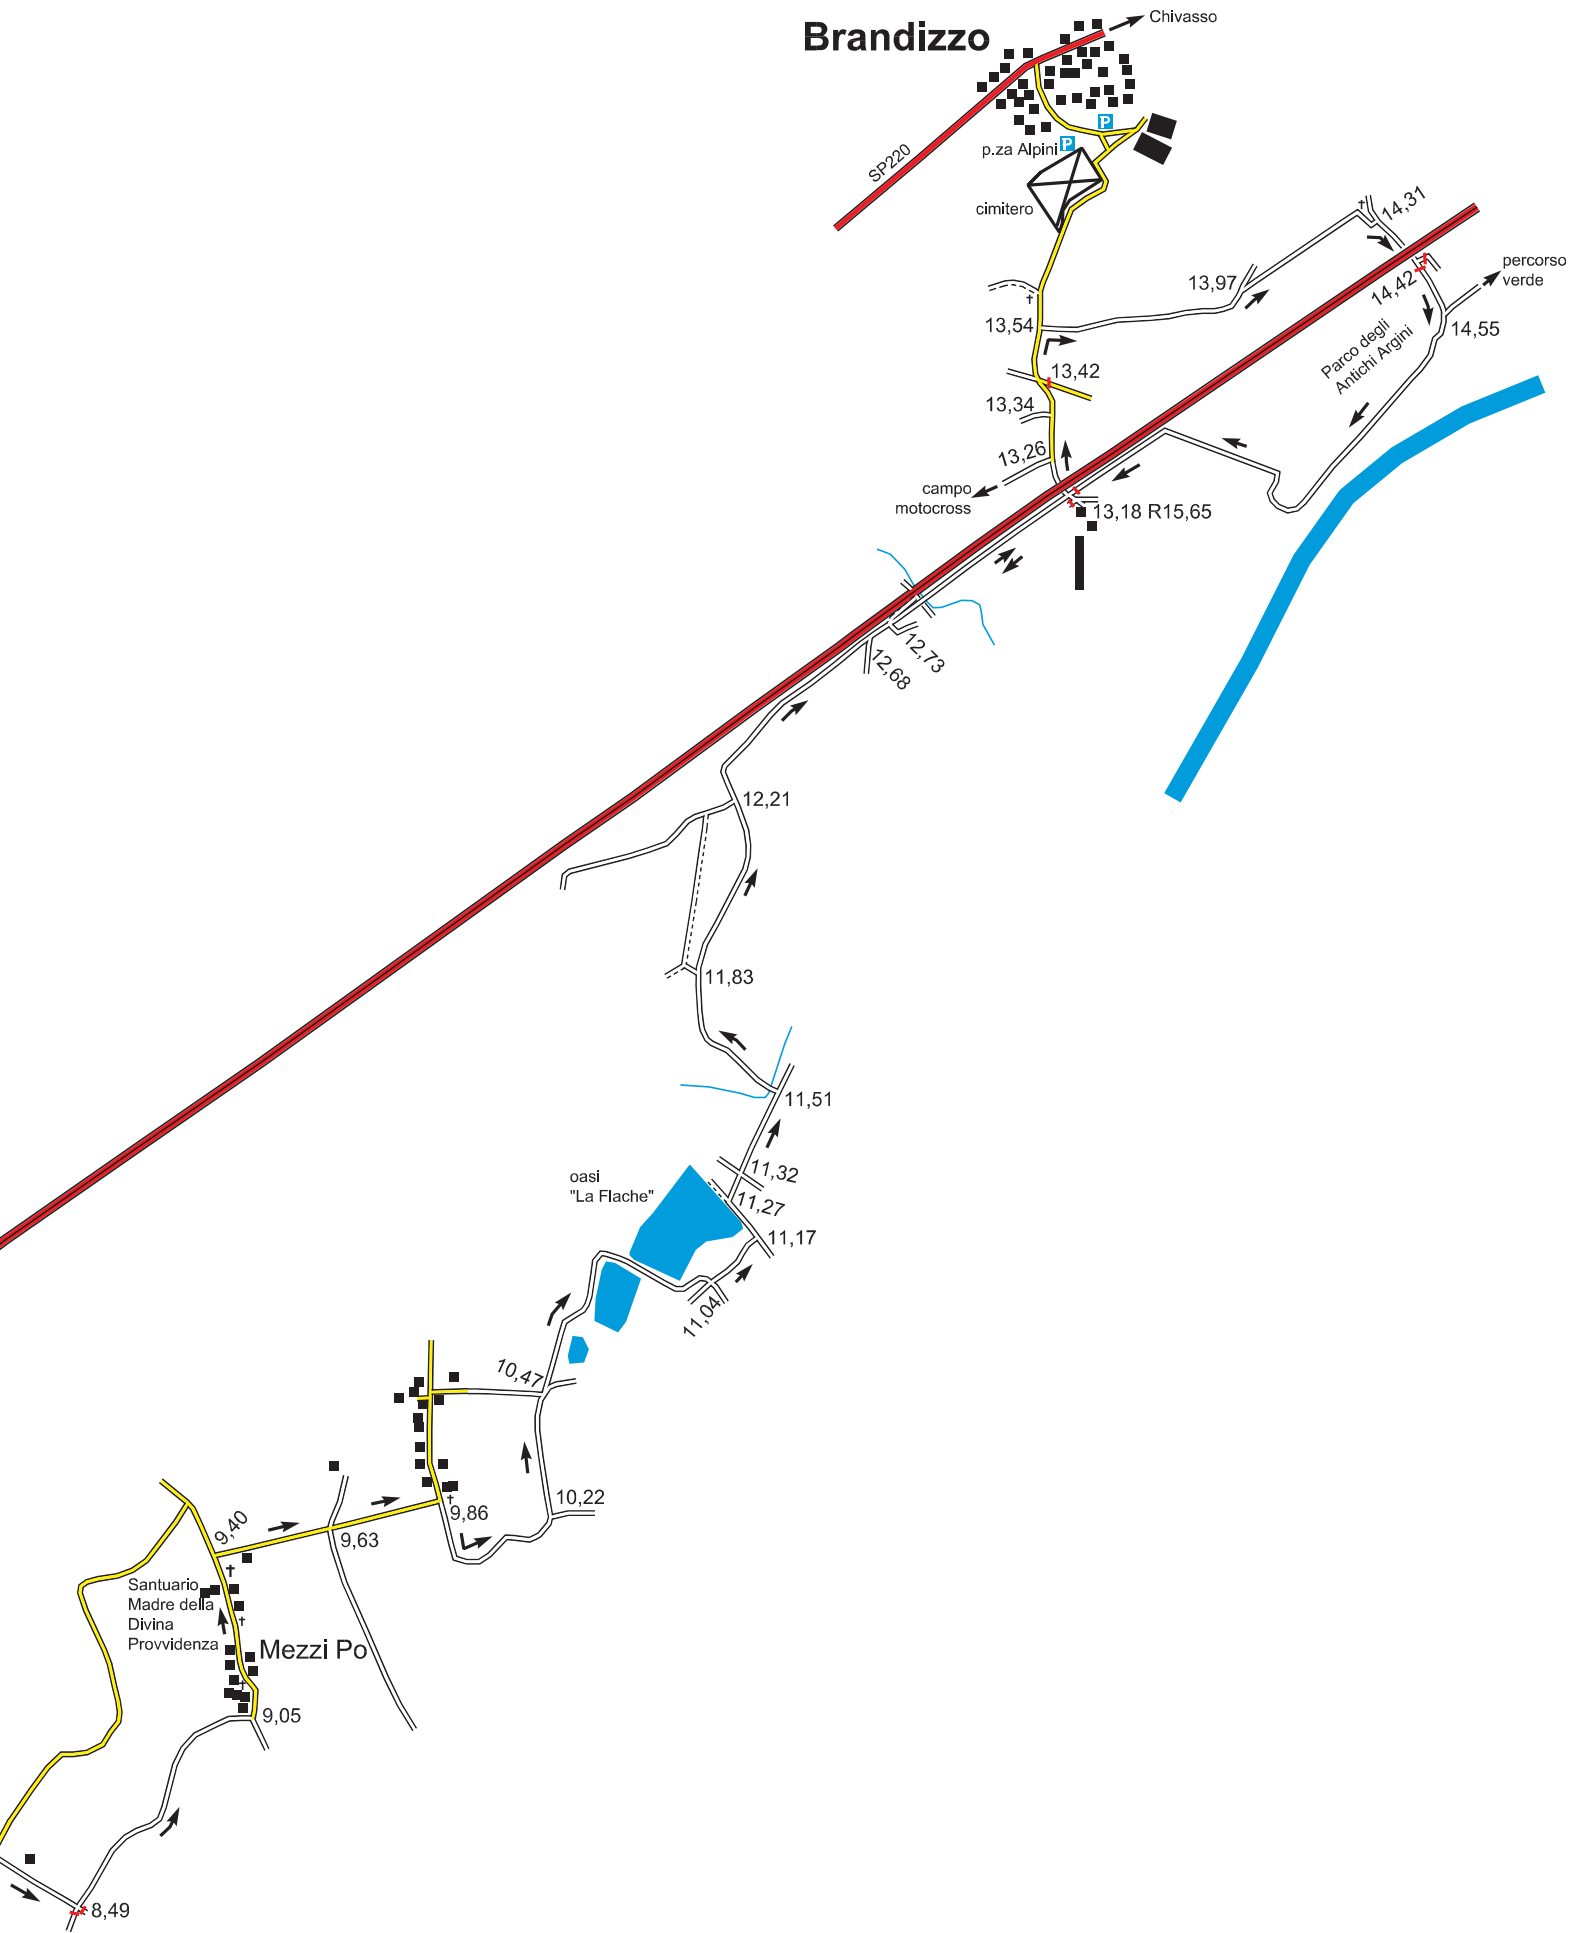 Chivasso
Brandizzo
P
p.za Alpini P
SP220
cimitero
14,31
percorso
verde
13,97
14,42
13,54
14,55
Parco degli
Antichi Argini
13,42
13,34
13,26
campo
motocross
13,18 R15,65
12,73
12,68
12,21
11,83
11,51
oasi
"La Flache"
11,32
11,27
11,17
11,04
10,47
10,22
9,86
9,40
9,63
Santuario
Madre della
Divina
Provvidenza
Mezzi Po
9,05
8,49